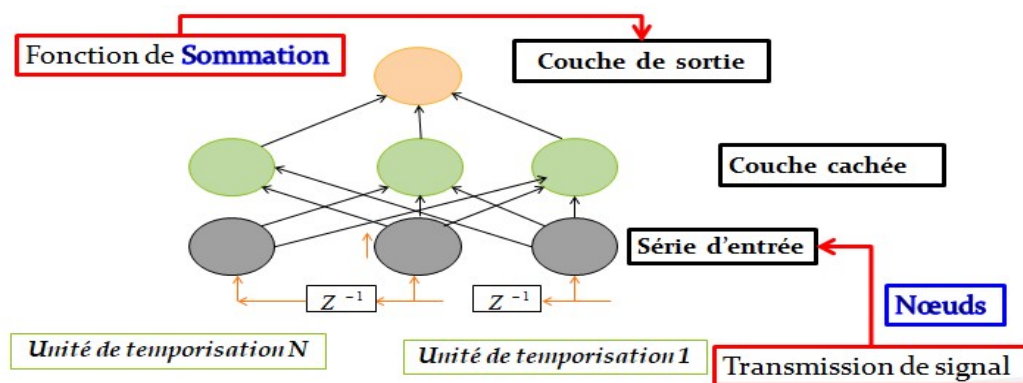 Fonction de Sommation
Couche de sortie
Couche cachée
Série d'entrée
Z ⁻¹
Z ⁻¹
Nœuds
Unité de temporisation N
Unité de temporisation 1
Transmission de signal